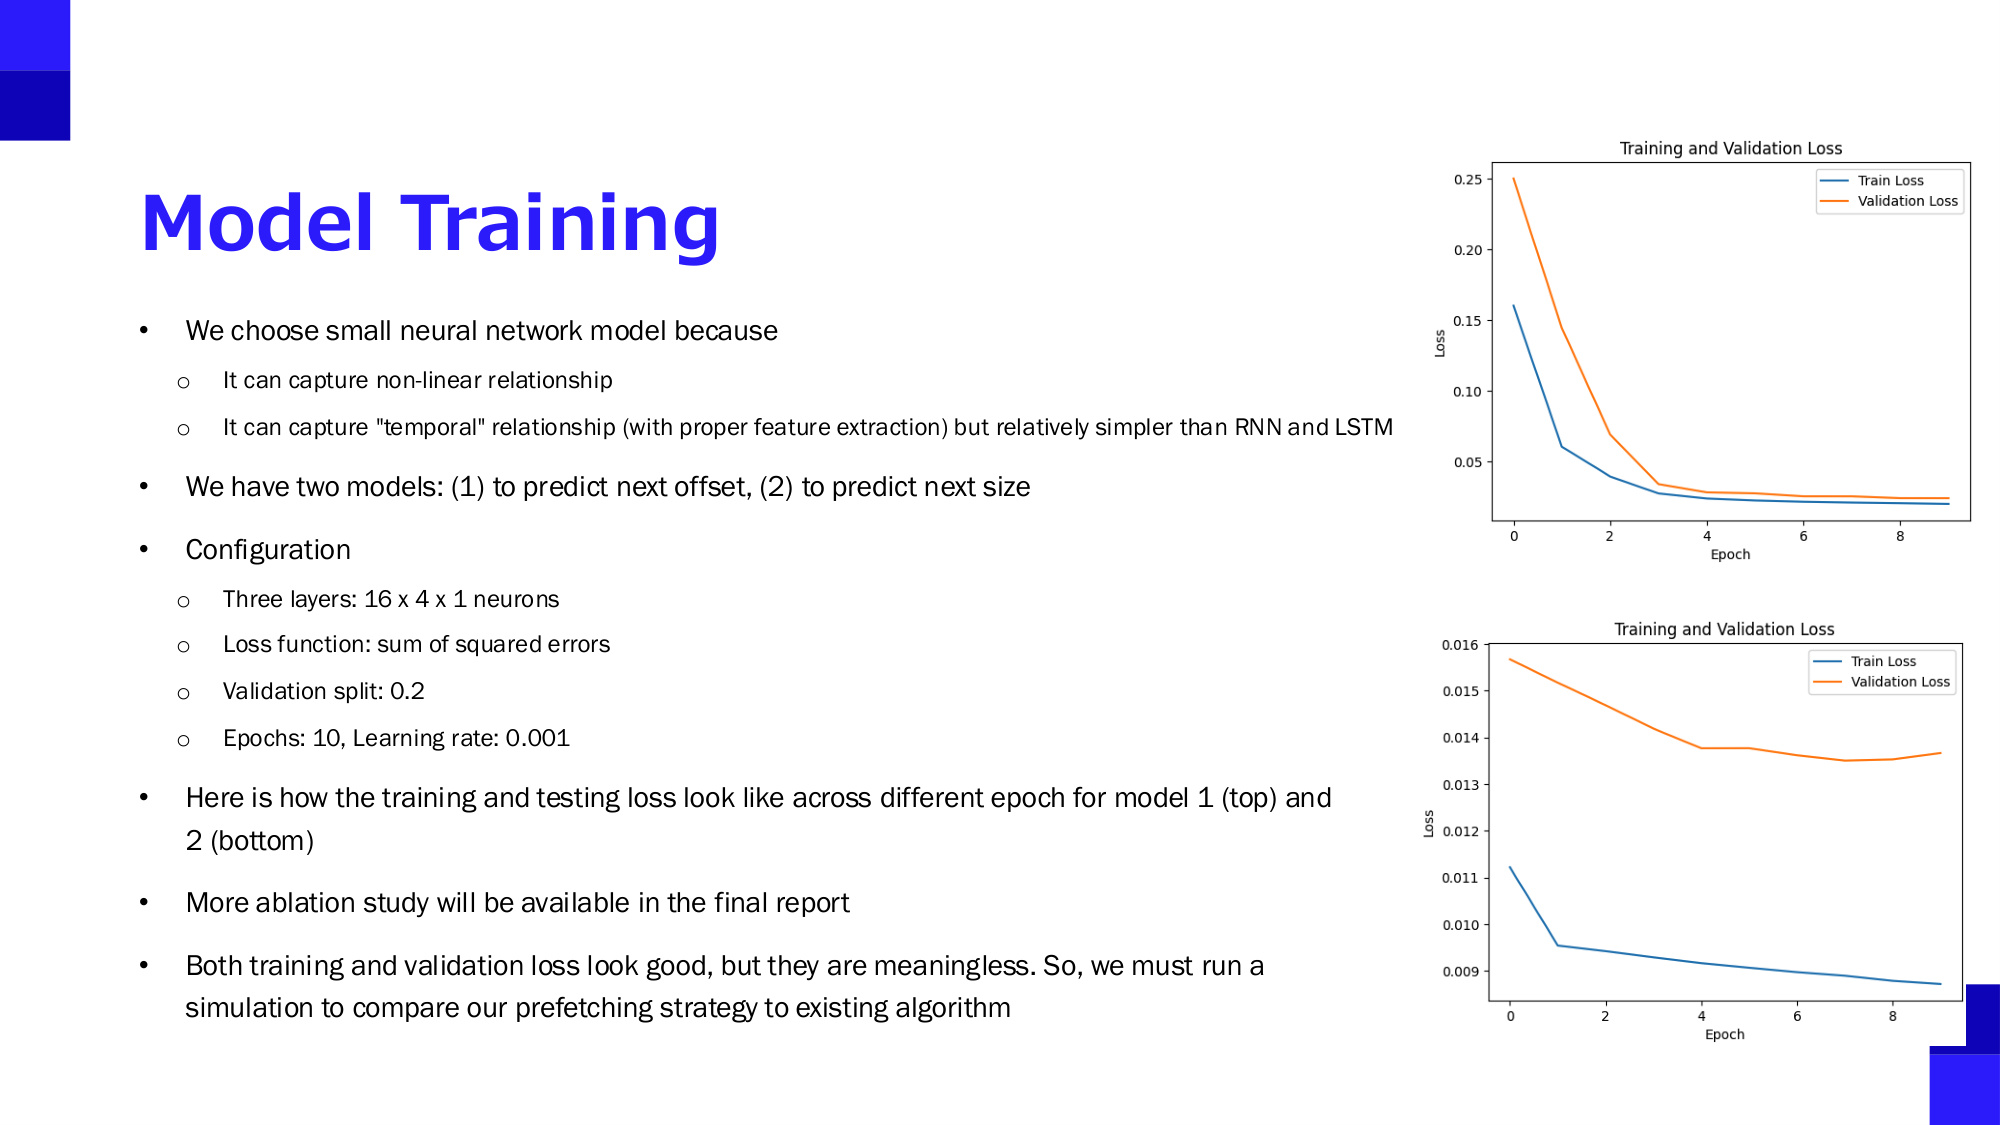 Model Training
• We choose small neural network model because
o It can capture non-linear relationship
o It can capture "temporal" relationship (with proper feature extraction) but relatively simpler than RNN and LSTM
• We have two models: (1) to predict next offset, (2) to predict next size
• Configuration
o Three layers: 16 x 4 x 1 neurons
o Loss function: sum of squared errors
o Validation split: 0.2
o Epochs: 10, Learning rate: 0.001
• Here is how the training and testing loss look like across different epoch for model 1 (top) and
2 (bottom)
• More ablation study will be available in the final report
• Both training and validation loss look good, but they are meaningless. So, we must run a
simulation to compare our prefetching strategy to existing algorithm
Training and Validation Loss
Train Loss
Validation Loss
0.25
0.20
0.15
0.10
0.05
Loss
0 2 4 6 8
Epoch
Training and Validation Loss
Train Loss
Validation Loss
0.016
0.015
0.014
0.013
0.012
0.011
0.010
0.009
Loss
0 2 4 6 8
Epoch